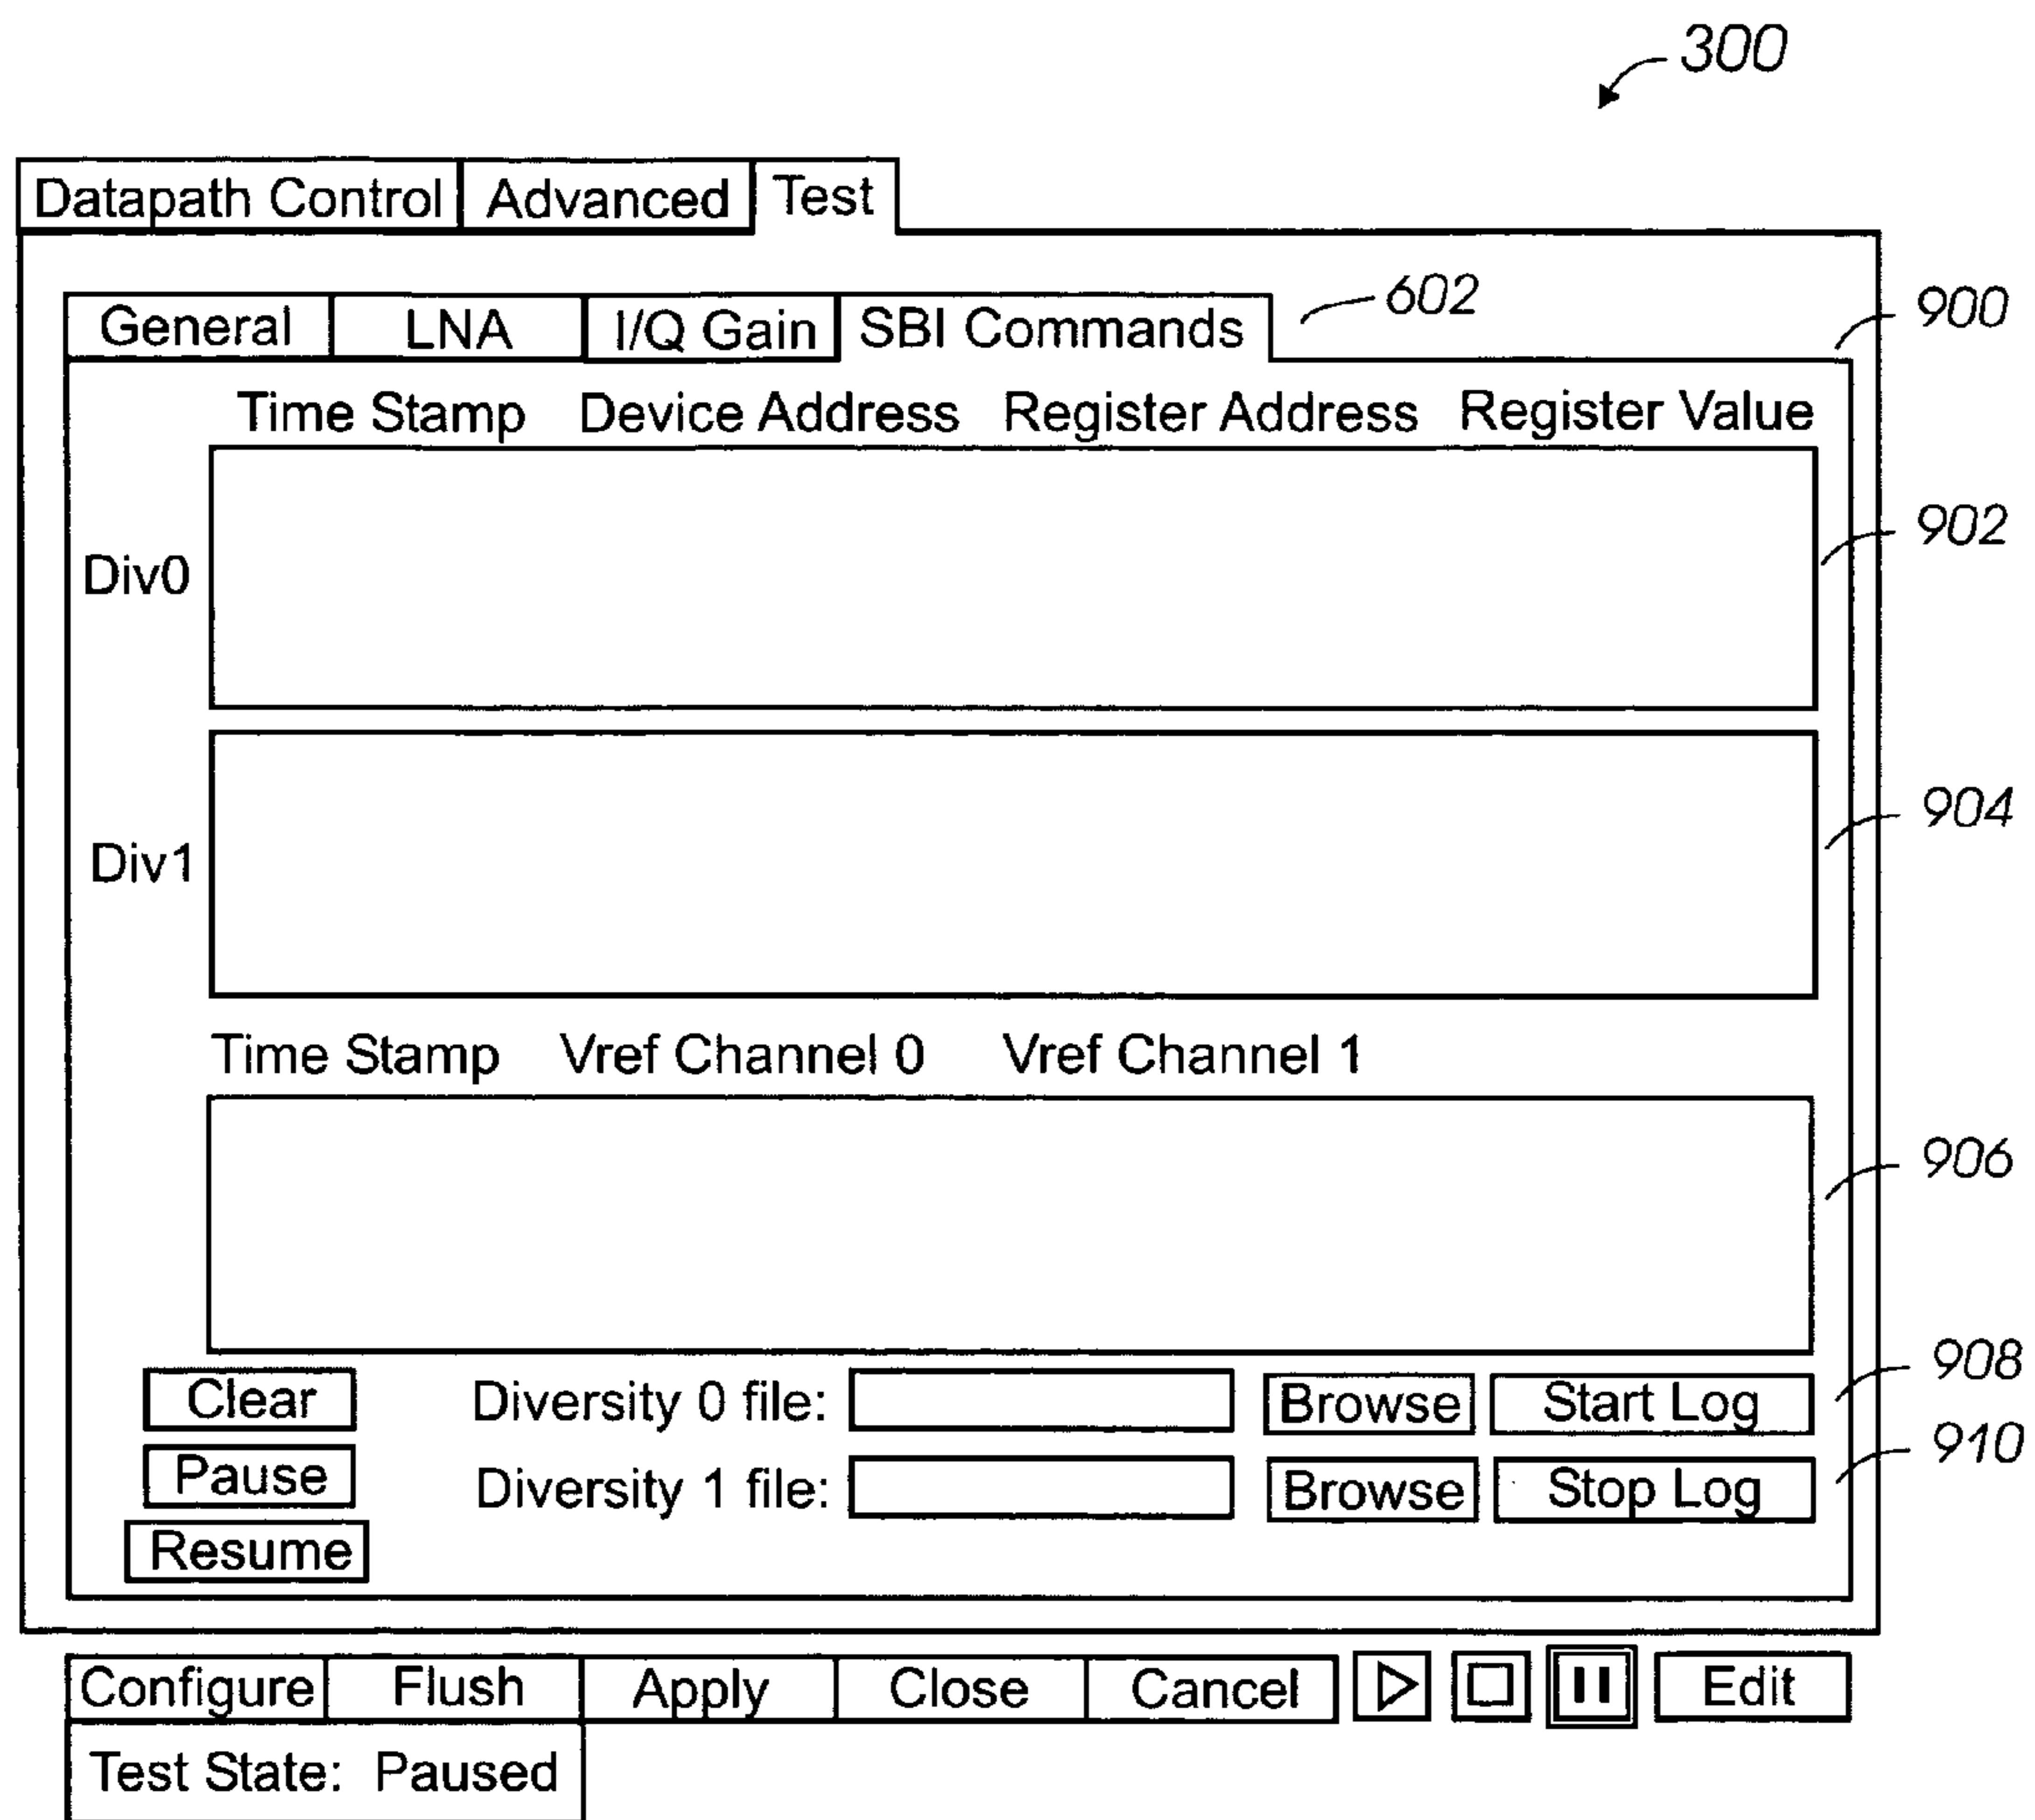 300
Datapath Control Advanced Test
602
900
General LNA I/Q Gain SBI Commands
Time Stamp Device Address Register Address Register Value
902
Div0
904
Div1
Time Stamp Vref Channel 0 Vref Channel 1
906
908
Clear Diversity 0 file: Browse Start Log
910
Pause Diversity 1 file: Browse Stop Log
Resume
Configure Flush Apply Close Cancel Edit
Test State: Paused